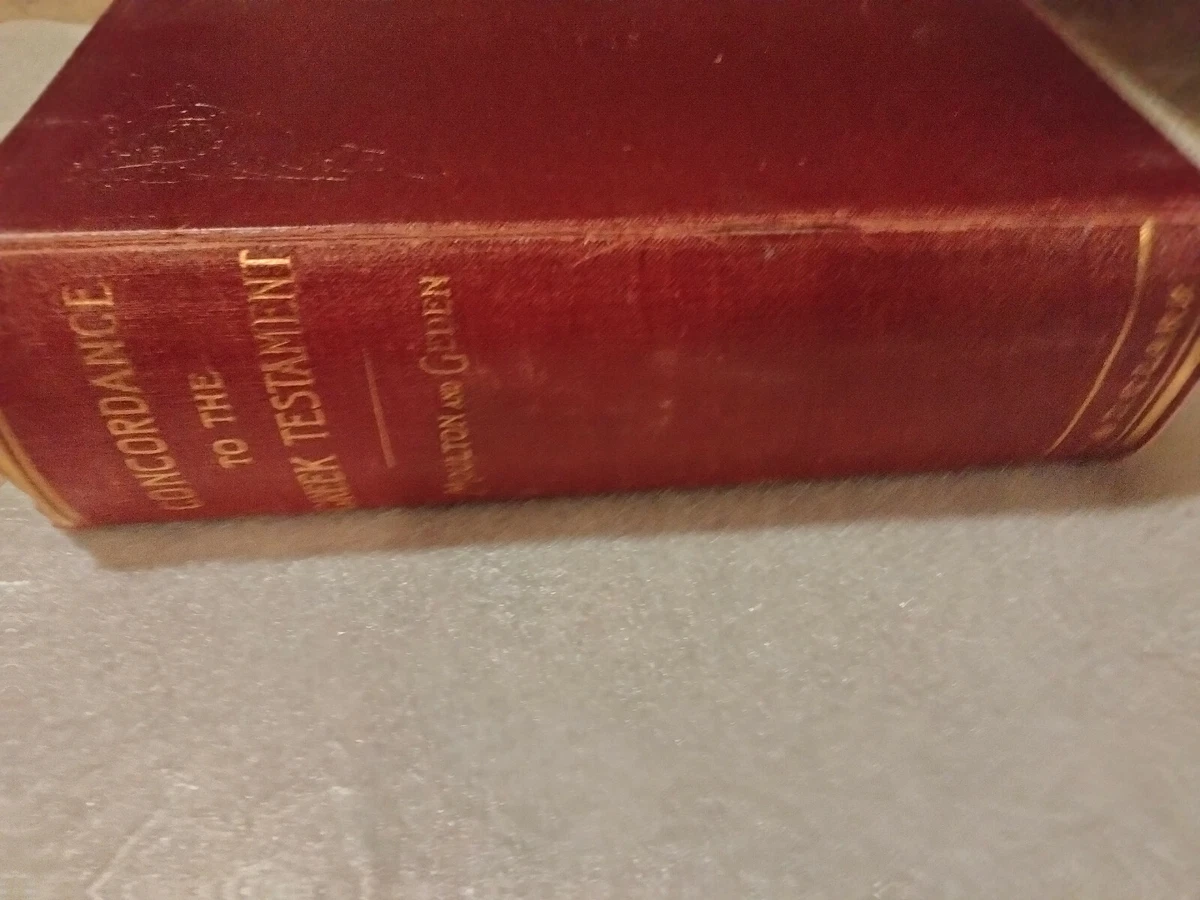 CONCORDANCE
TO THE
GREEK TESTAMENT
MOULTON AND GEDEN